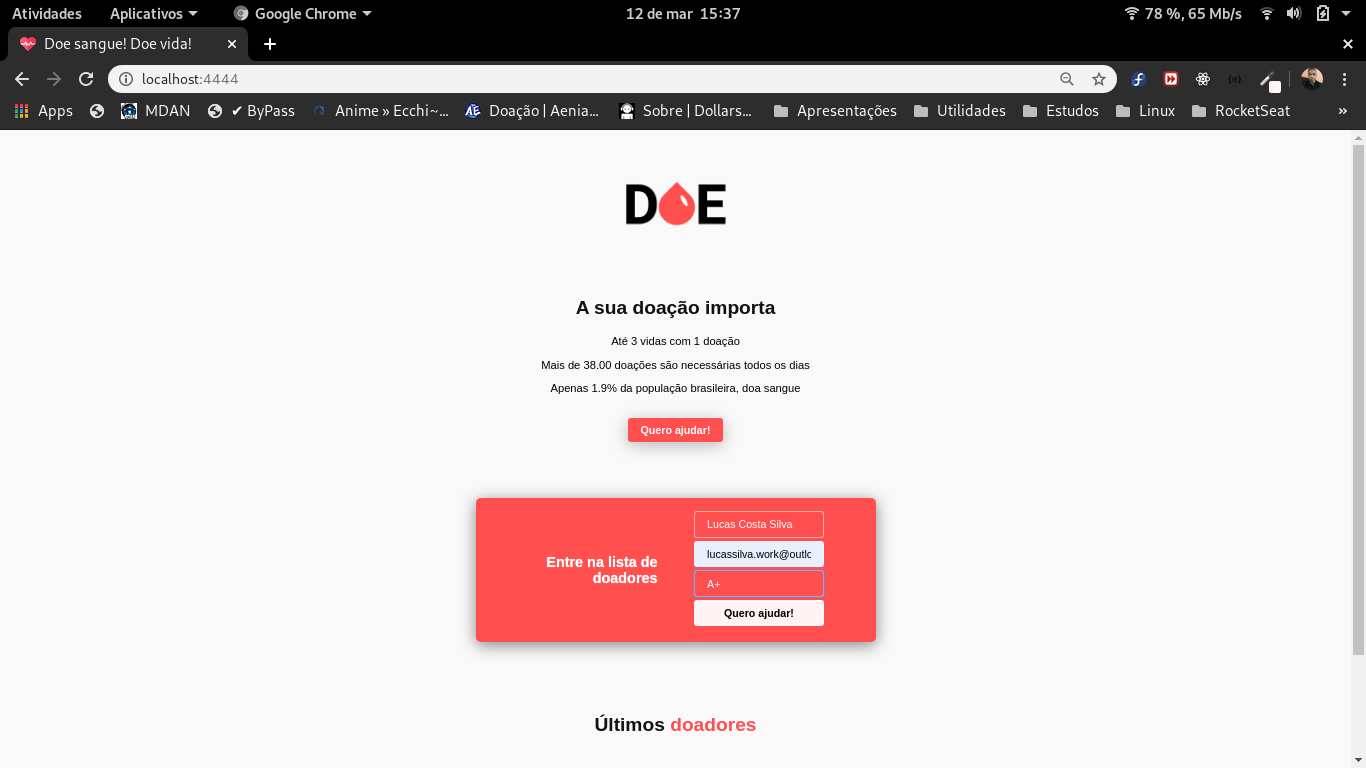 Atividades Aplicativos Google Chrome 12 de mar 15:37 78 %, 65 Mb/s
Doe sangue! Doe vida!
localhost:4444
Apps MDAN ✔ ByPass Anime » Ecchi~... Doação | Aenia... Sobre | Dollars... Apresentações Utilidades Estudos Linux RocketSeat »
DOE
A sua doação importa
Até 3 vidas com 1 doação
Mais de 38.00 doações são necessárias todos os dias
Apenas 1.9% da população brasileira, doa sangue
Quero ajudar!
Entre na lista de
doadores
Lucas Costa Silva
lucassilva.work@outlo
A+
Quero ajudar!
Últimos doadores